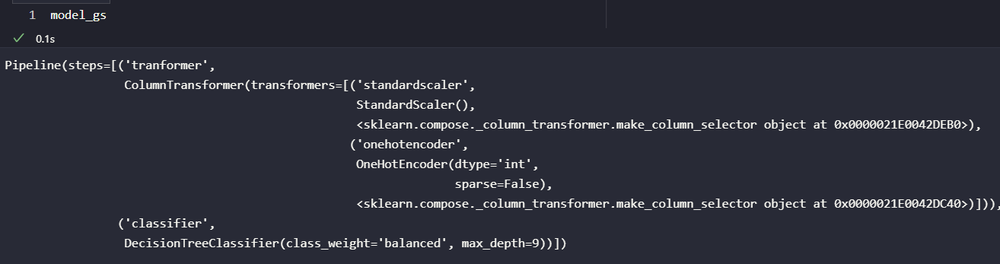 1 model_gs
0.1s
Pipeline(steps=[('tranformer',
ColumnTransformer(transformers=[('standardscaler',
StandardScaler(),
<sklearn.compose._column_transformer.make_column_selector object at 0x0000021E0042DEB0>),
('onehotencoder',
OneHotEncoder(dtype='int',
sparse=False),
<sklearn.compose._column_transformer.make_column_selector object at 0x0000021E0042DC40>)])),
('classifier',
DecisionTreeClassifier(class_weight='balanced', max_depth=9))])